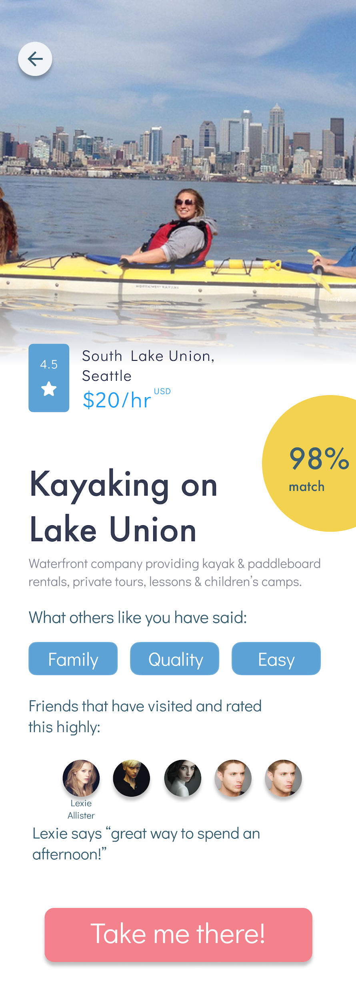 4.5
South Lake Union,
Seattle
$20/hr USD
98%
match
Kayaking on
Lake Union
Waterfront company providing kayak & paddleboard
rentals, private tours, lessons & children’s camps.
What others like you have said:
Family Quality Easy
Friends that have visited and rated
this highly:
Lexie
Allister
Lexie says “great way to spend an
afternoon!”
Take me there!